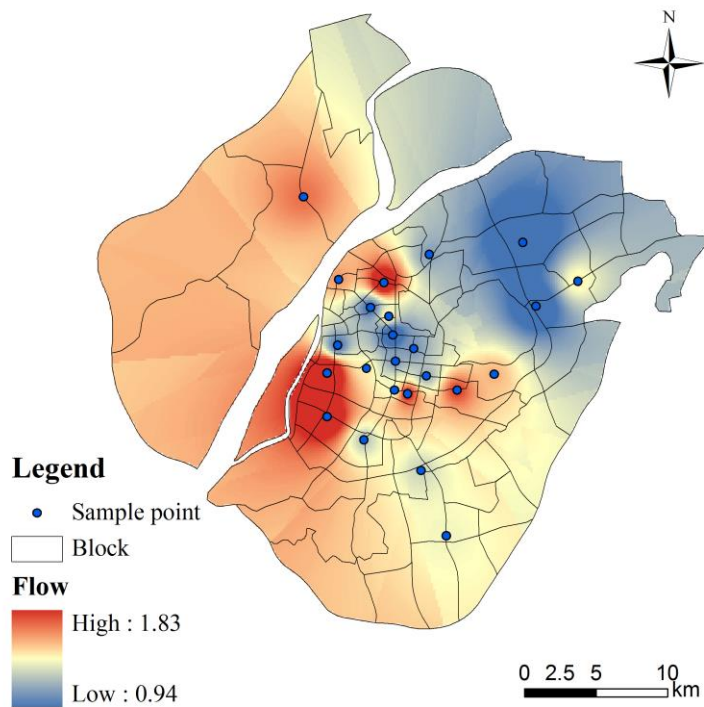 N
Legend
Sample point
Block
Flow
High : 1.83
Low : 0.94
0 2.5 5 10
km